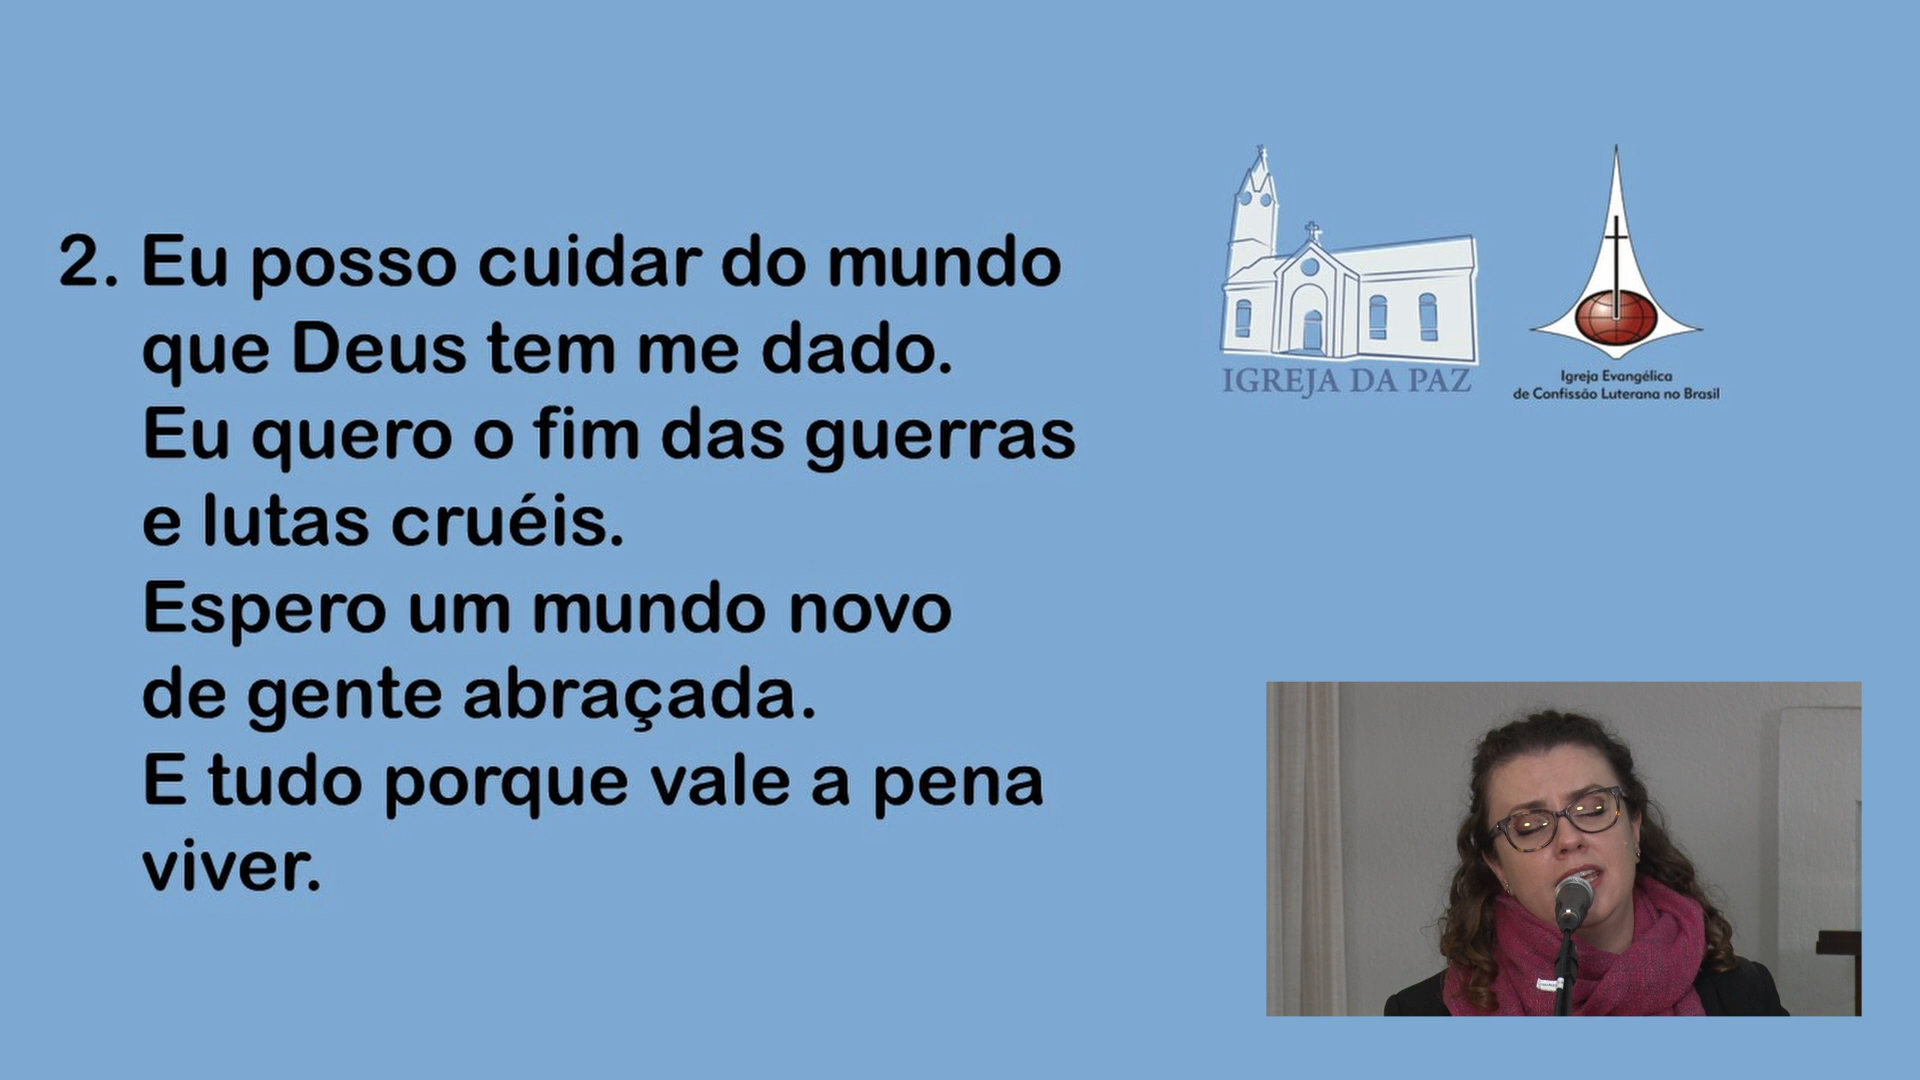 2. Eu posso cuidar do mundo
que Deus tem me dado.
Eu quero o fim das guerras
e lutas cruéis.
Espero um mundo novo
de gente abraçada.
E tudo porque vale a pena
viver.
IGREJA DA PAZ
Igreja Evangélica
de Confissão Luterana no Brasil